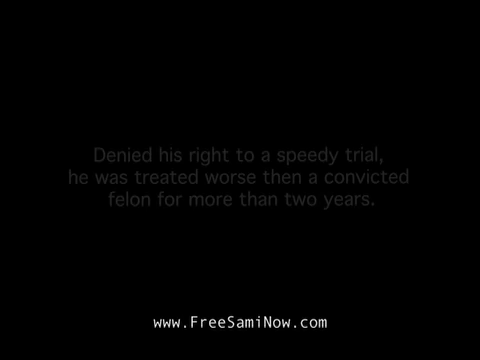 Denied his right to a speedy trial,
he was treated worse then a convicted
felon for more than two years.
www.FreeSamiNow.com